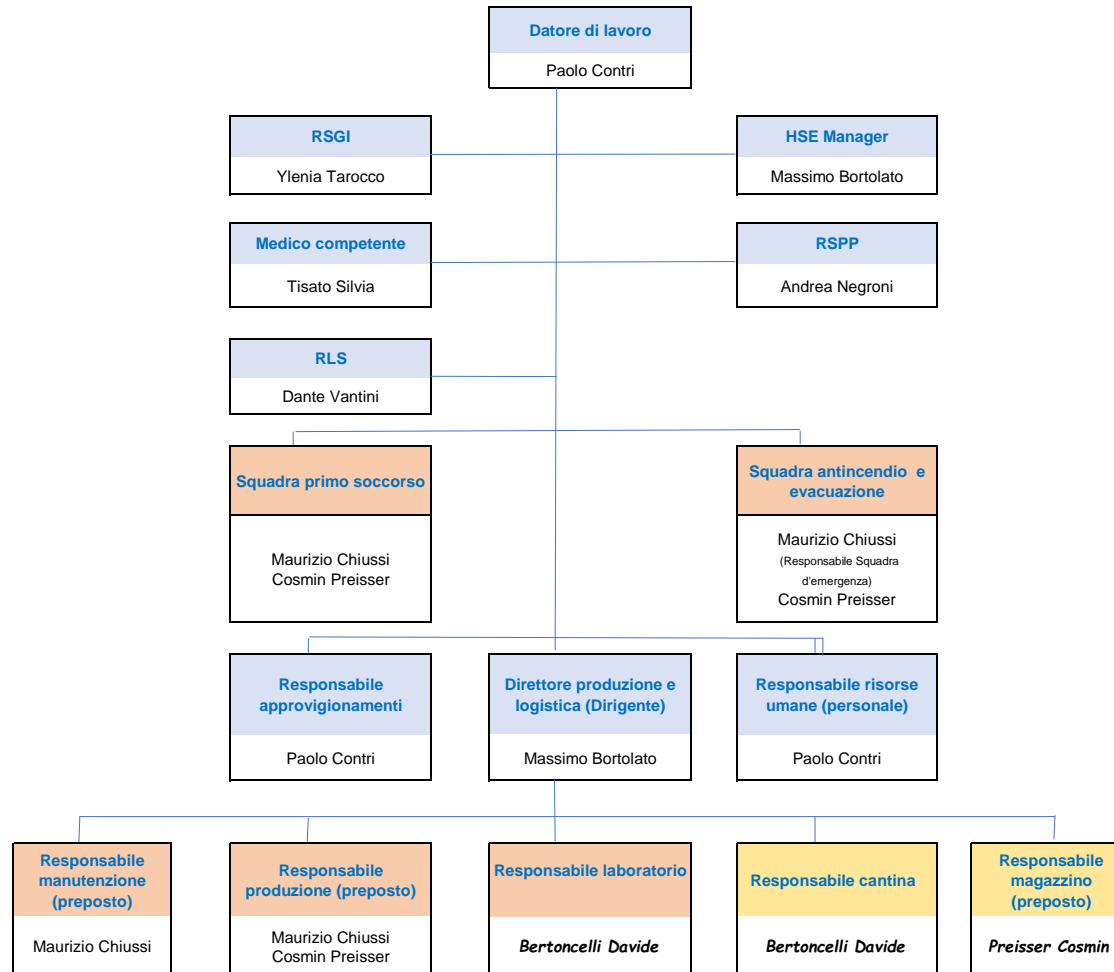 Datore di lavoro
Paolo Contri
RSGI
Ylenia Tarocco
HSE Manager
Massimo Bortolato
Medico competente
Tisato Silvia
RSPP
Andrea Negroni
RLS
Dante Vantini
Squadra primo soccorso
Maurizio Chiussi
Cosmin Preisser
Squadra antincendio e
evacuazione
Maurizio Chiussi
(Responsabile Squadra
d'emergenza)
Cosmin Preisser
Responsabile
approvigionamenti
Paolo Contri
Direttore produzione e
logistica (Dirigente)
Massimo Bortolato
Responsabile risorse
umane (personale)
Paolo Contri
Responsabile
manutenzione
(preposto)
Maurizio Chiussi
Responsabile
produzione (preposto)
Maurizio Chiussi
Cosmin Preisser
Responsabile laboratorio
Bertoncelli Davide
Responsabile cantina
Bertoncelli Davide
Responsabile
magazzino
(preposto)
Preisser Cosmin